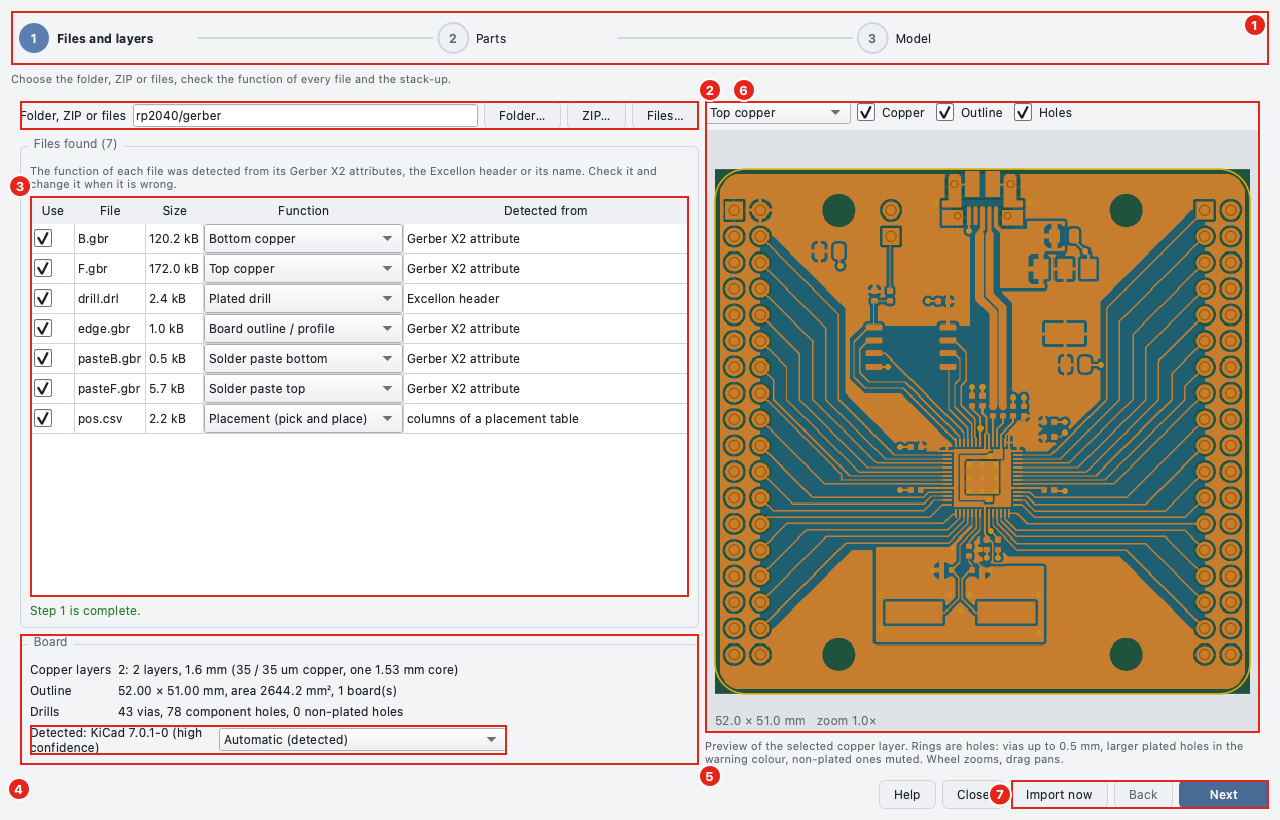 1 Files and layers 2 Parts 3 Model 1
Choose the folder, ZIP or files, check the function of every file and the stack-up.
2 6
Folder, ZIP or files rp2040/gerber Folder... ZIP... Files...
Top copper Copper Outline Holes
Files found (7)
The function of each file was detected from its Gerber X2 attributes, the Excellon header or its name. Check it and
change it when it is wrong.
3
Use File Size Function Detected from
B.gbr 120.2 kB Bottom copper Gerber X2 attribute
F.gbr 172.0 kB Top copper Gerber X2 attribute
drill.drl 2.4 kB Plated drill Excellon header
edge.gbr 1.0 kB Board outline / profile Gerber X2 attribute
pasteB.gbr 0.5 kB Solder paste bottom Gerber X2 attribute
pasteF.gbr 5.7 kB Solder paste top Gerber X2 attribute
pos.csv 2.2 kB Placement (pick and place) columns of a placement table
Step 1 is complete.
Board
Copper layers 2: 2 layers, 1.6 mm (35 / 35 um copper, one 1.53 mm core)
Outline 52.00 × 51.00 mm, area 2644.2 mm², 1 board(s)
Drills 43 vias, 78 component holes, 0 non-plated holes
Detected: KiCad 7.0.1-0 (high
confidence) Automatic (detected)
4
52.0 × 51.0 mm zoom 1.0×
Preview of the selected copper layer. Rings are holes: vias up to 0.5 mm, larger plated holes in the
warning colour, non-plated ones muted. Wheel zooms, drag pans.
5
Help Close 7 Import now Back Next